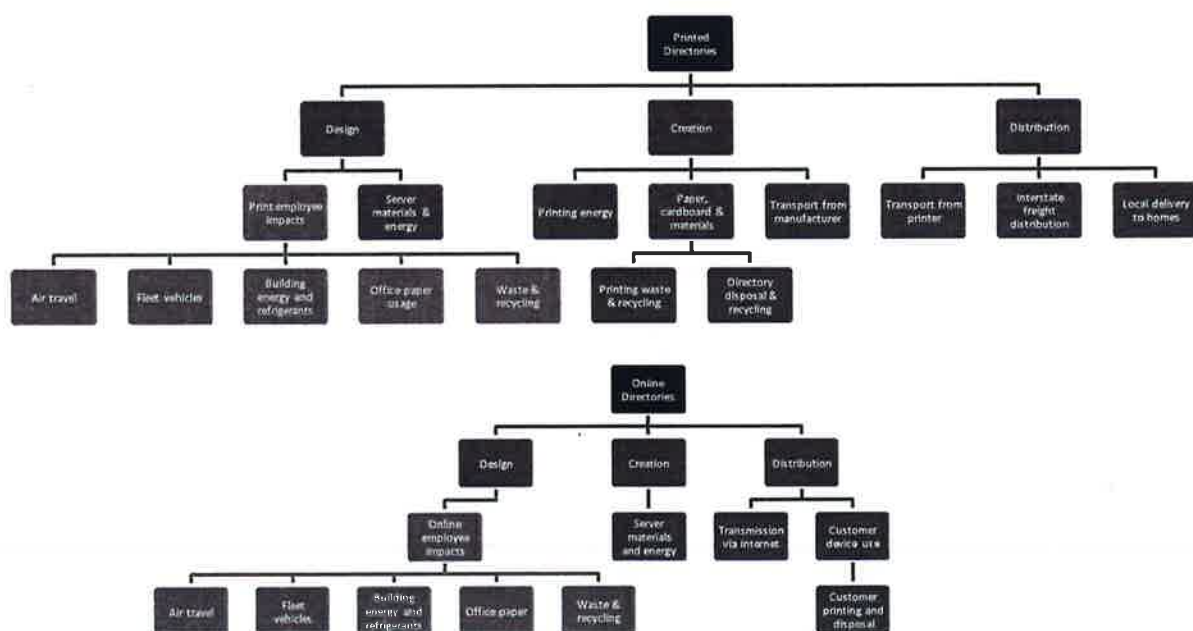 Printed
Directories
Design
Creation
Distribution
Print employee
impacts
Server
materials &
energy
Printing energy
Paper,
cardboard &
materials
Transport from
manufacturer
Transport from
printer
Interstate
freight
distribution
Local delivery
to homes
Air travel
Fleet vehicles
Building
energy and
refrigerants
Office paper
usage
Waste &
recycling
Printing waste
& recycling
Directory
disposal &
recycling
Online
Directories
Design
Creation
Distribution
Online
employee
impacts
Server
materials
and energy
Transmission
via internet
Customer
device use
Air travel
Fleet
vehicles
Building
energy and
refrigerants
Office paper
Waste &
recycling
Customer
printing and
disposal